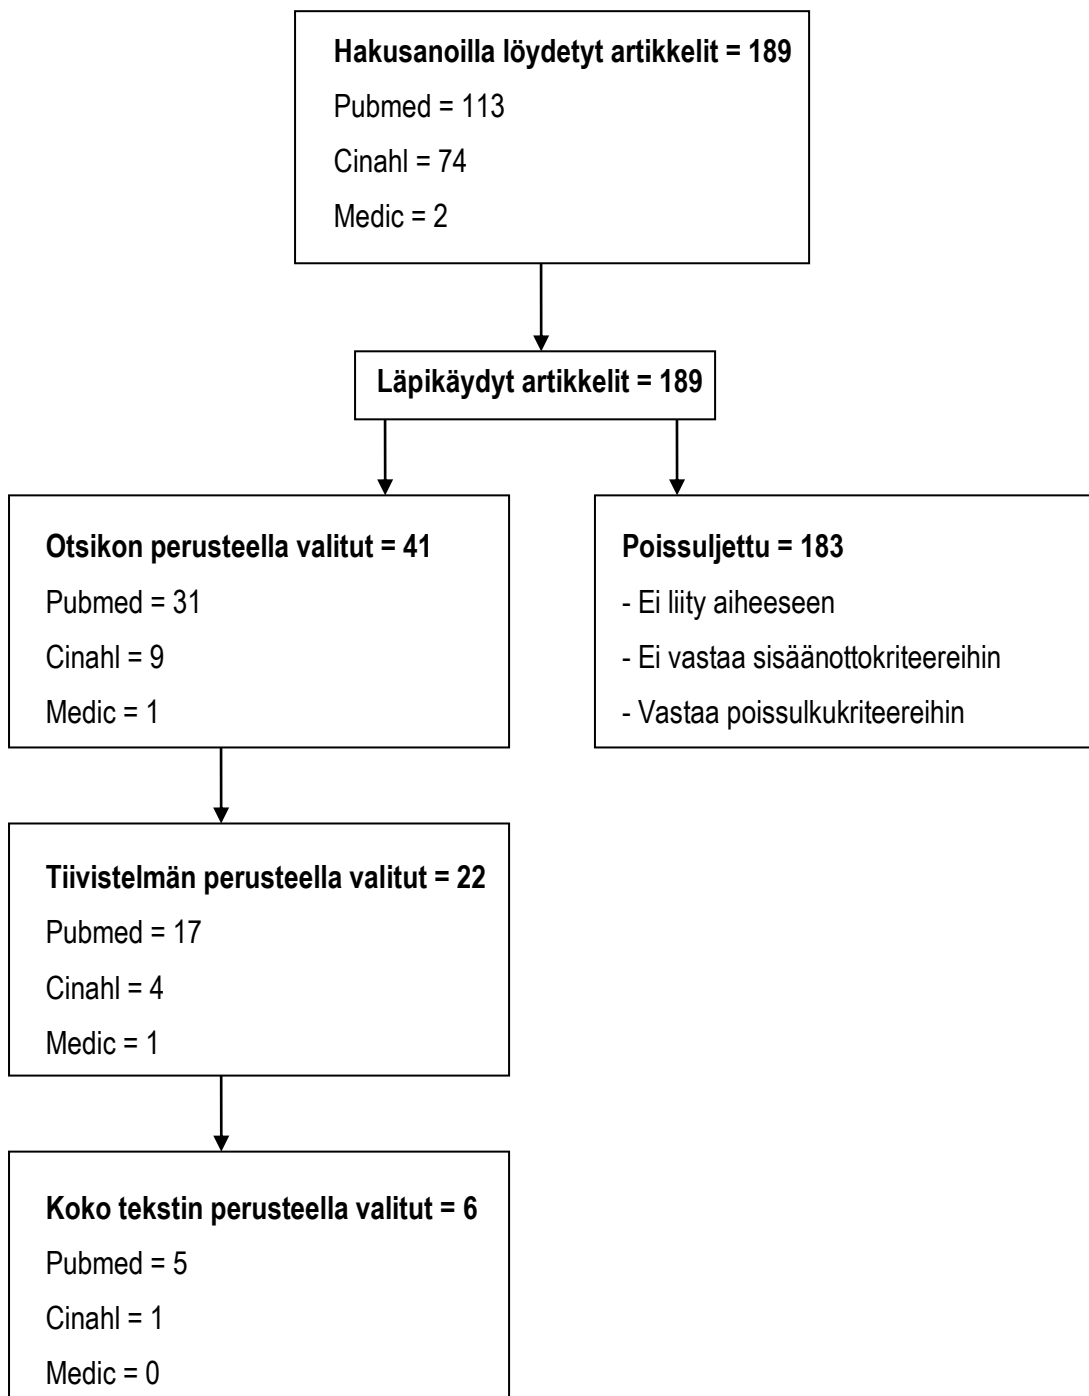 Hakusanoilla löydetyt artikkelit = 189
Pubmed = 113
Cinahl = 74
Medic = 2
Läpikäydyt artikkelit = 189
Otsikon perusteella valitut = 41
Pubmed = 31
Cinahl = 9
Medic = 1
Poissuljettu = 183
- Ei liity aiheeseen
- Ei vastaa sisäänottokriteereihin
- Vastaa poissulkukriteereihin
Tiivistelmän perusteella valitut = 22
Pubmed = 17
Cinahl = 4
Medic = 1
Koko tekstin perusteella valitut = 6
Pubmed = 5
Cinahl = 1
Medic = 0